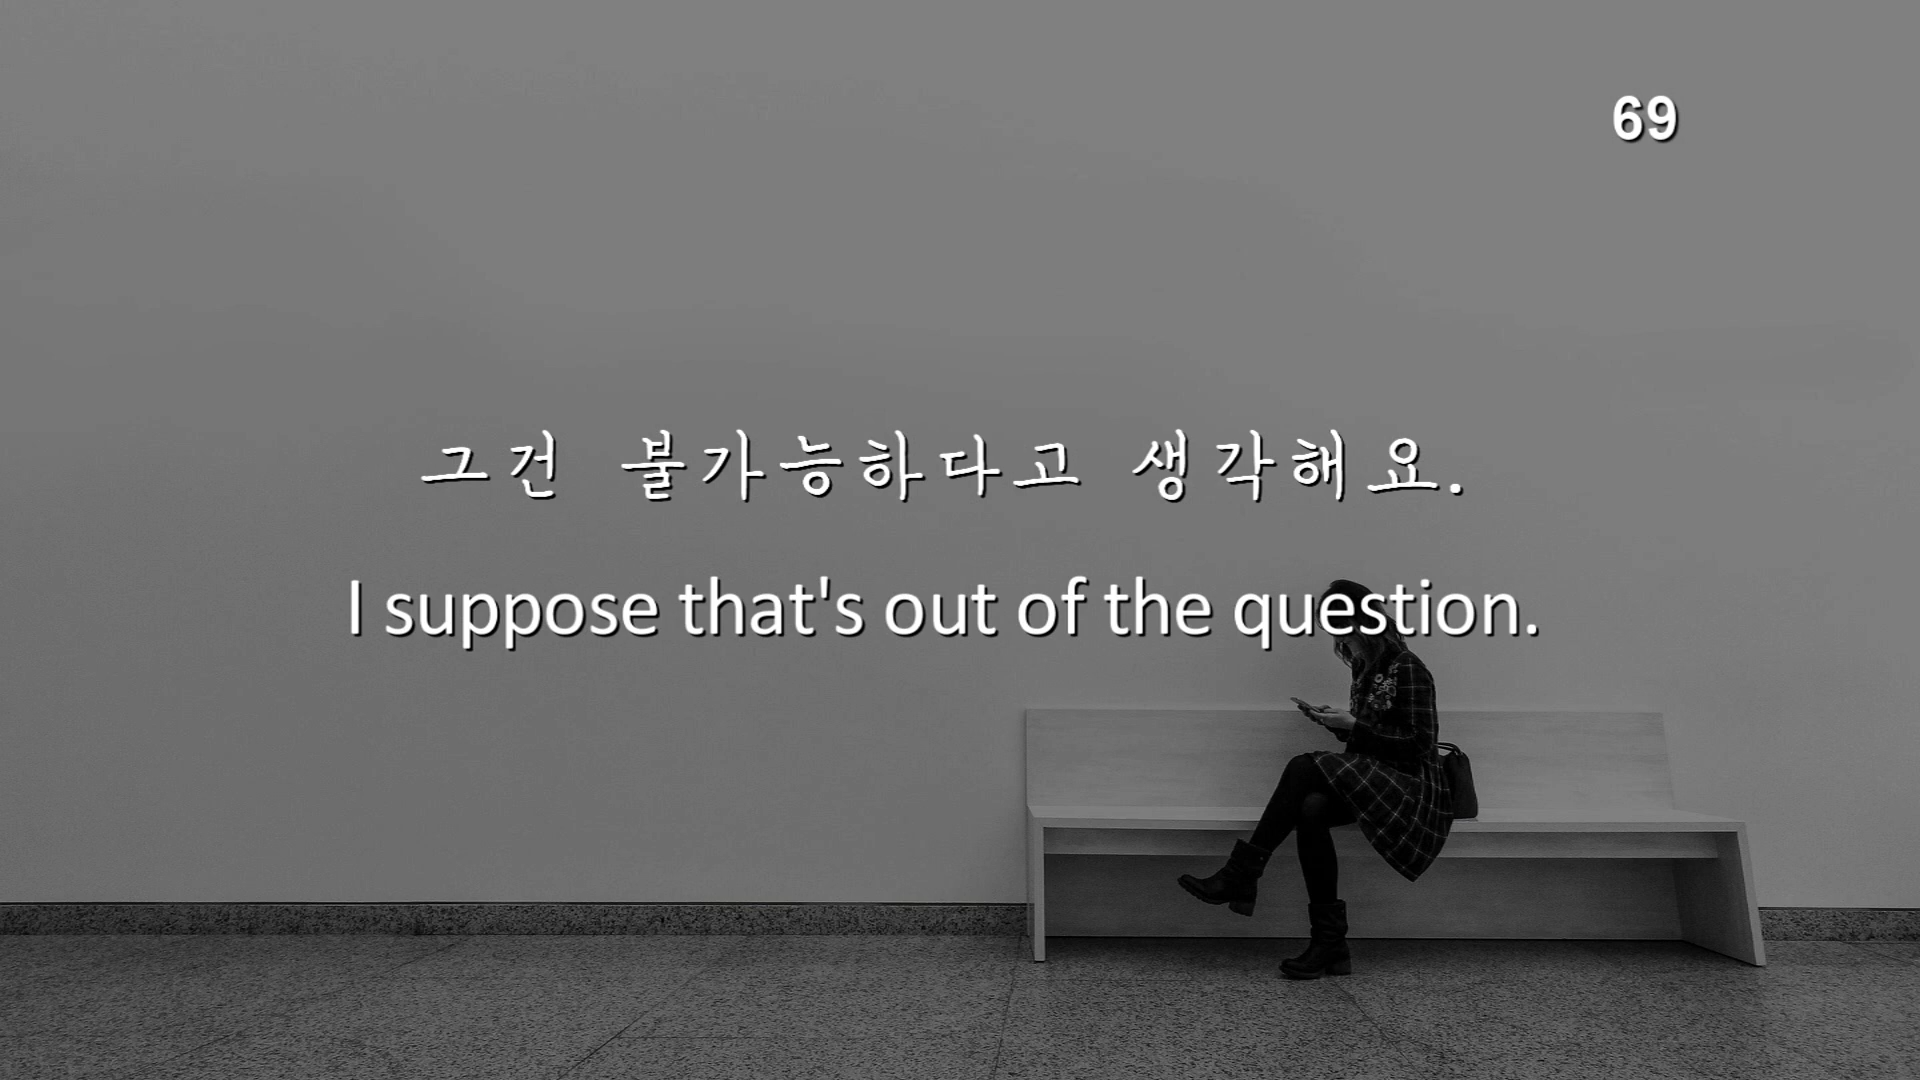 69
그건 불가능하다고 생각해요.
I suppose that's out of the question.